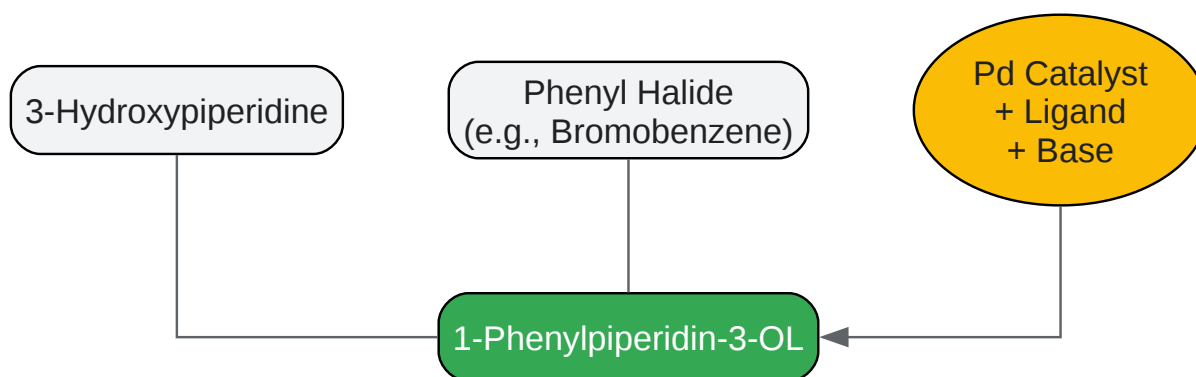 3-Hydroxypiperidine
Phenyl Halide
(e.g., Bromobenzene)
Pd Catalyst
+ Ligand
+ Base
1-Phenylpiperidin-3-OL